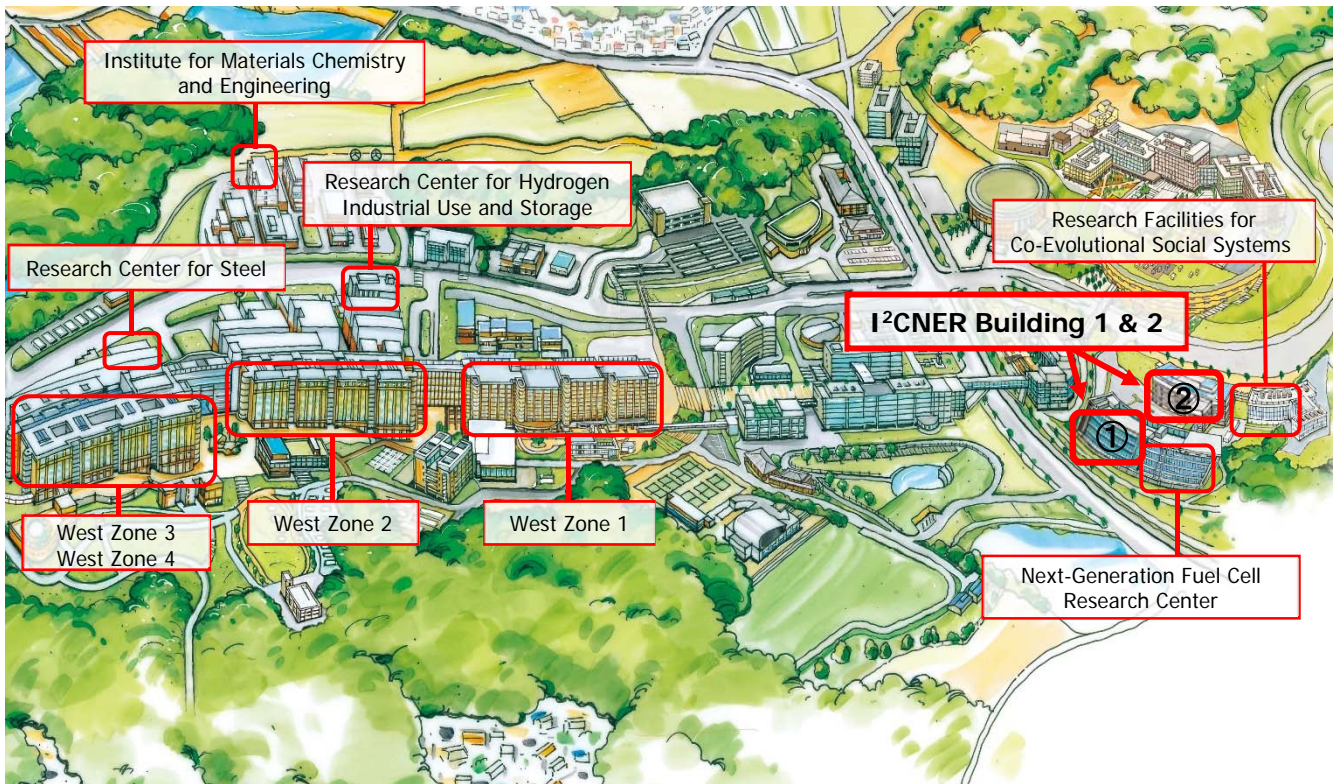 Institute for Materials Chemistry
and Engineering
Research Center for Hydrogen
Industrial Use and Storage
Research Facilities for
Co-Evolutional Social Systems
Research Center for Steel
I²CNER Building 1 & 2
②
①
West Zone 3
West Zone 4
West Zone 2
West Zone 1
Next-Generation Fuel Cell
Research Center